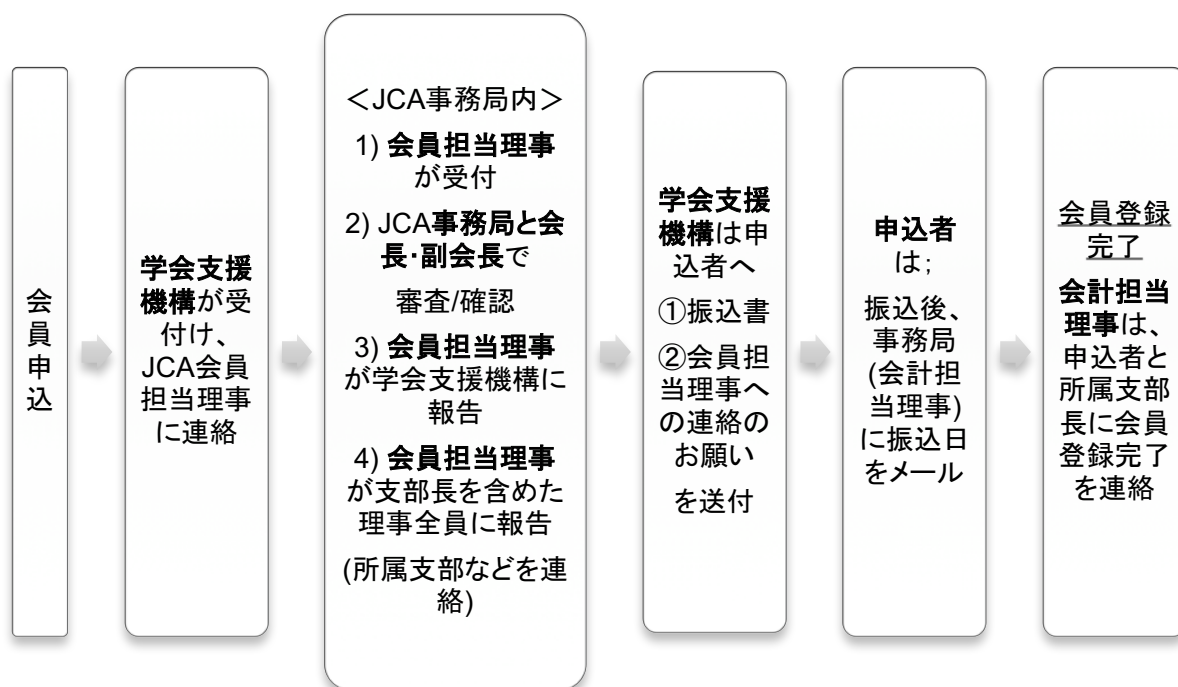 会
員
申
込
学会支援
機構が受
付け、
JCA会員
担当理事
に連絡
＜JCA事務局内＞
1) 会員担当理事
が受付
2) JCA事務局と会
長･副会長で
審査/確認
3) 会員担当理事
が学会支援機構に
報告
4) 会員担当理事
が支部長を含めた
理事全員に報告
(所属支部などを連
絡)
学会支援
機構は申
込者へ
①振込書
②会員担
当理事へ
の連絡の
お願い
を送付
申込者
は；
振込後、
事務局
(会計担
当理事)
に振込日
をメール
会員登録
完了
会計担当
理事は、
申込者と
所属支部
長に会員
登録完了
を連絡